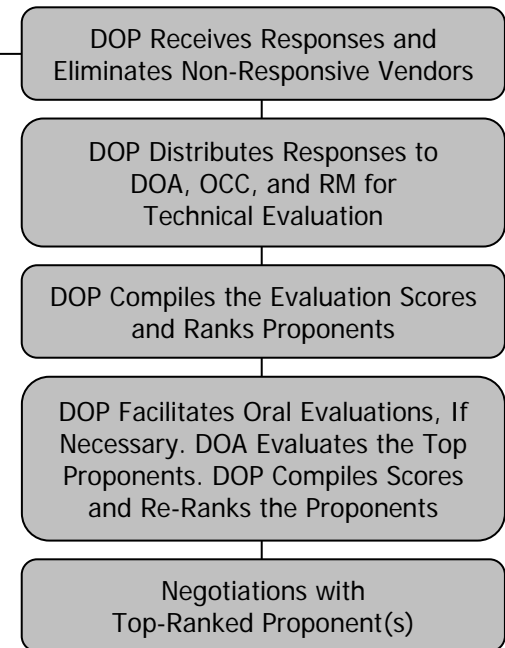 DOP Receives Responses and
Eliminates Non-Responsive Vendors
DOP Distributes Responses to
DOA, OCC, and RM for
Technical Evaluation
DOP Compiles the Evaluation Scores
and Ranks Proponents
DOP Facilitates Oral Evaluations, If
Necessary. DOA Evaluates the Top
Proponents. DOP Compiles Scores
and Re-Ranks the Proponents
Negotiations with
Top-Ranked Proponent(s)